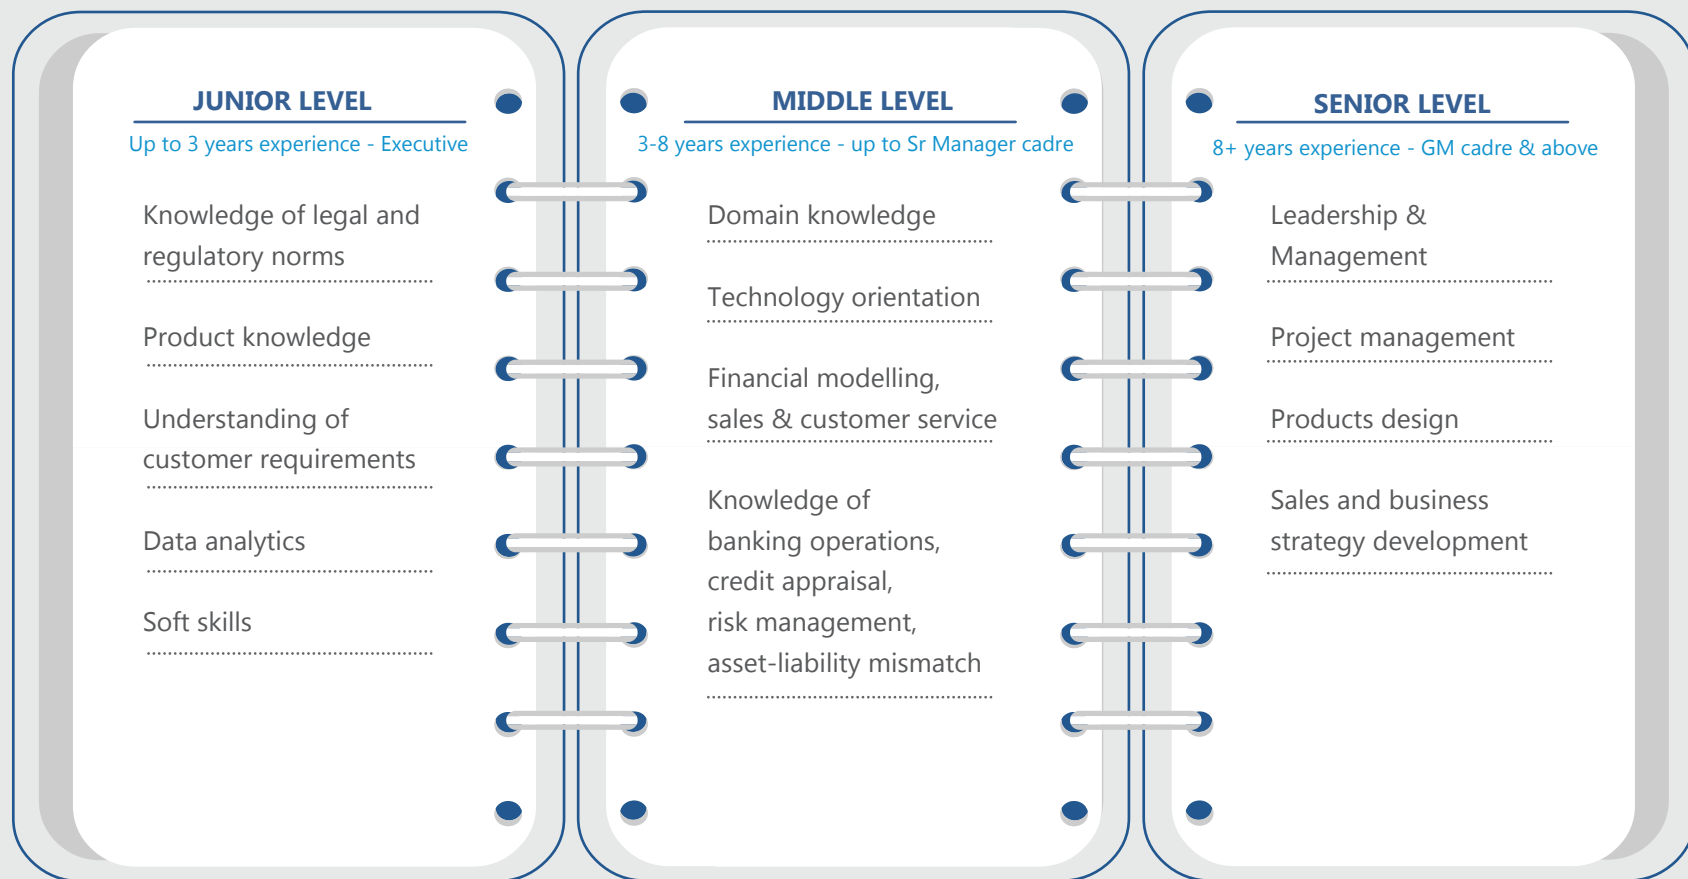 JUNIOR LEVEL
Up to 3 years experience - Executive
Knowledge of legal and
regulatory norms
Product knowledge
Understanding of
customer requirements
Data analytics
Soft skills
MIDDLE LEVEL
3-8 years experience - up to Sr Manager cadre
Domain knowledge
Technology orientation
Financial modelling,
sales & customer service
Knowledge of
banking operations,
credit appraisal,
risk management,
asset-liability mismatch
SENIOR LEVEL
8+ years experience - GM cadre & above
Leadership &
Management
Project management
Products design
Sales and business
strategy development